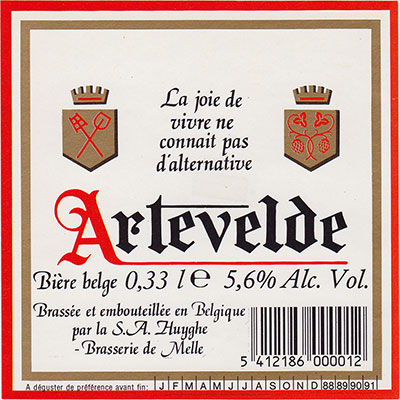 La joie de
vivre ne
connait pas
d'alternative
Artevelde
Bière belge 0,33 l e 5,6% Alc. Vol.
Brassée et embouteillée en Belgique
par la S.A. Huyghe
- Brasserie de Melle
5 412186 000012
A déguster de préférence avant fin: J F M A M J J A S O N D 88 89 90 91